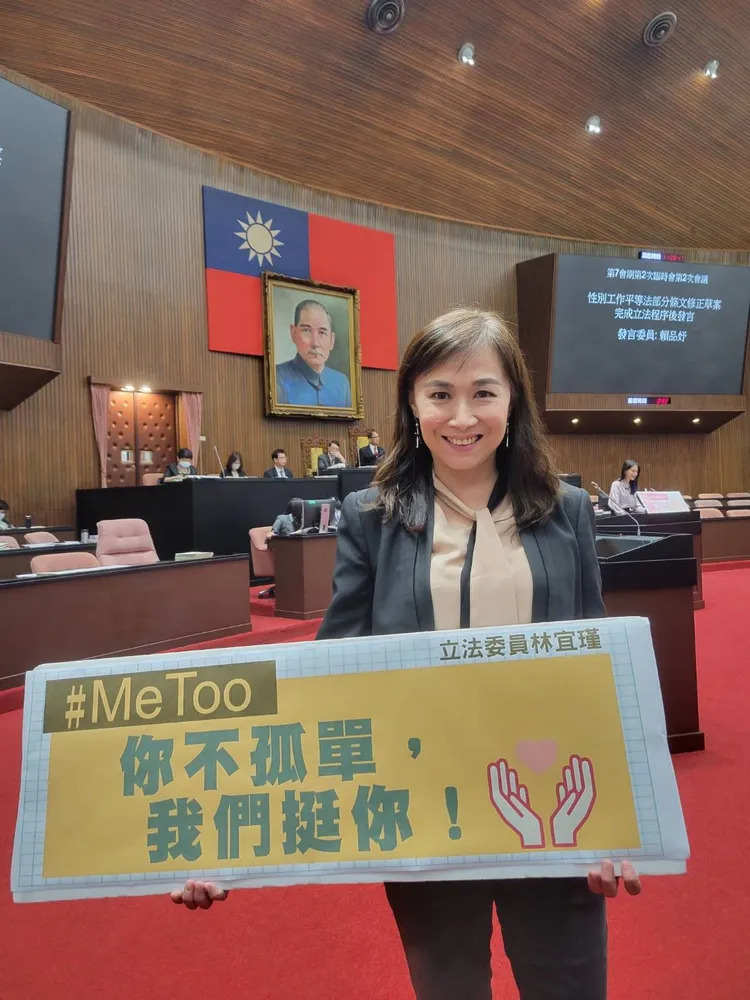 第7會期第2次臨時會第2次會議
性別工作平等法部分條文修正草案
完成立法程序後發言
發言委員: 賴品妤
立法委員林宜瑾
#MeToo
你不孤單，
我們挺你！